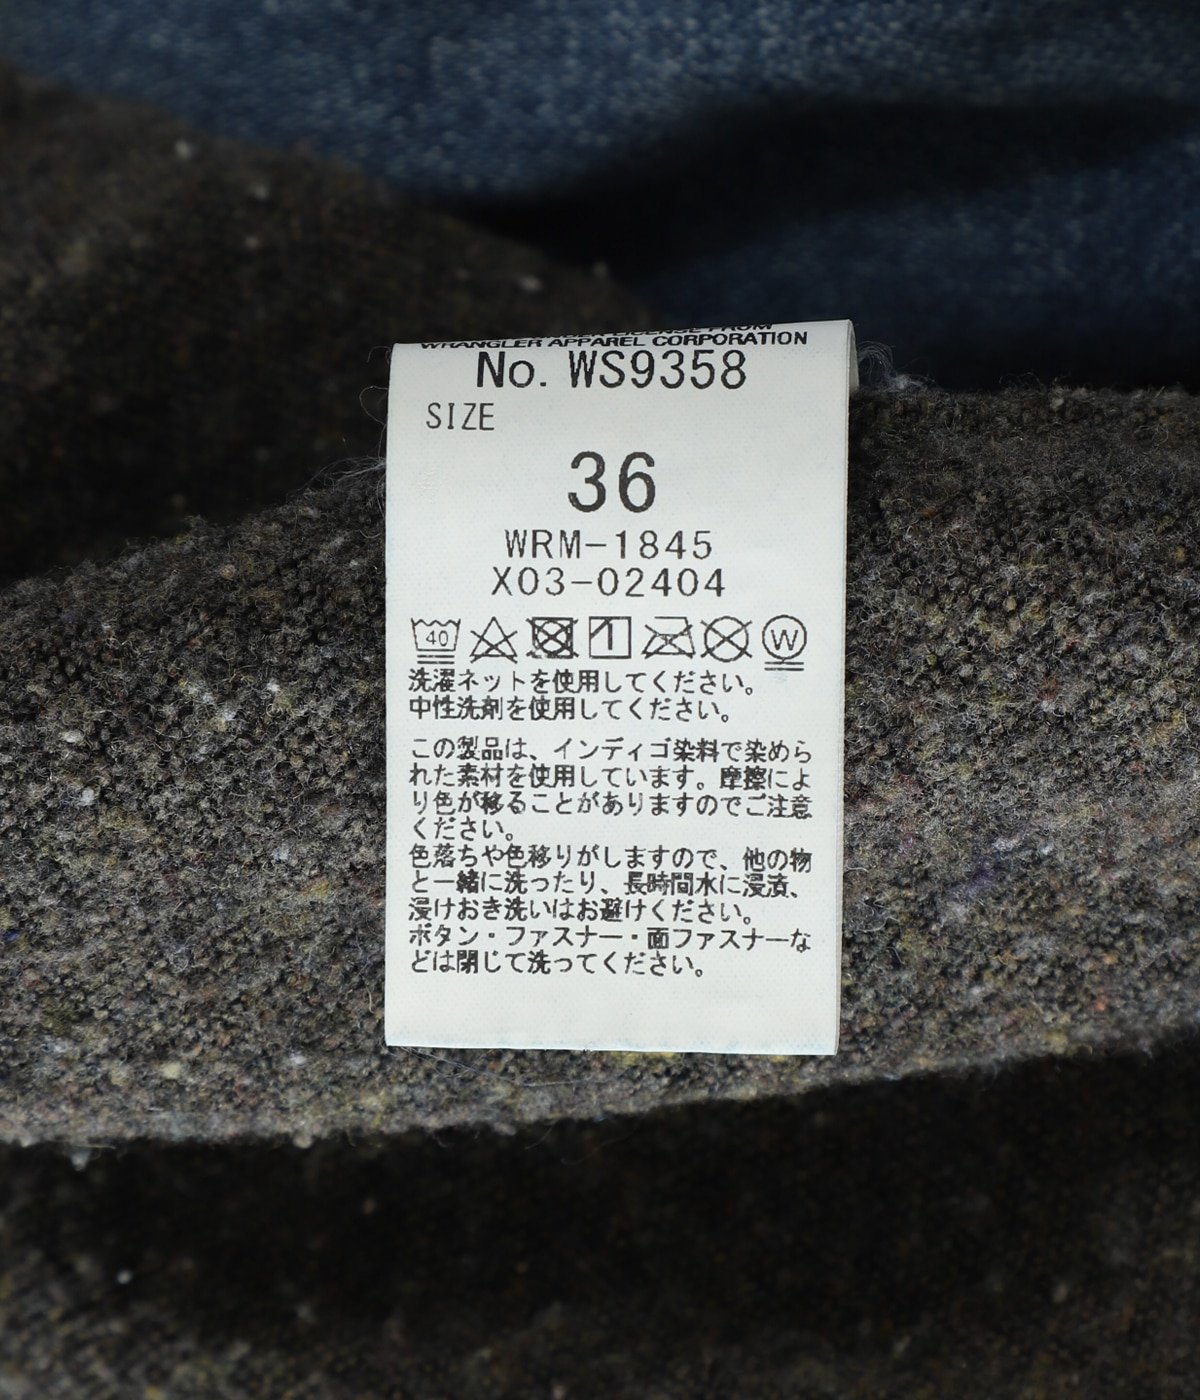 LICENSE FROM
WRANGLER APPAREL CORPORATION
No. WS9358
SIZE
36
WRM-1845
X03-02404
40 W
洗濯ネットを使用してください。
中性洗剤を使用してください。
この製品は、インディゴ染料で染めら
れた素材を使用しています。摩擦によ
り色が移ることがありますのでご注意
ください。
色落ちや色移りがしますので、他の物
と一緒に洗ったり、長時間水に浸漬、
浸けおき洗いはお避けください。
ボタン・ファスナー・面ファスナーな
どは閉じて洗ってください。